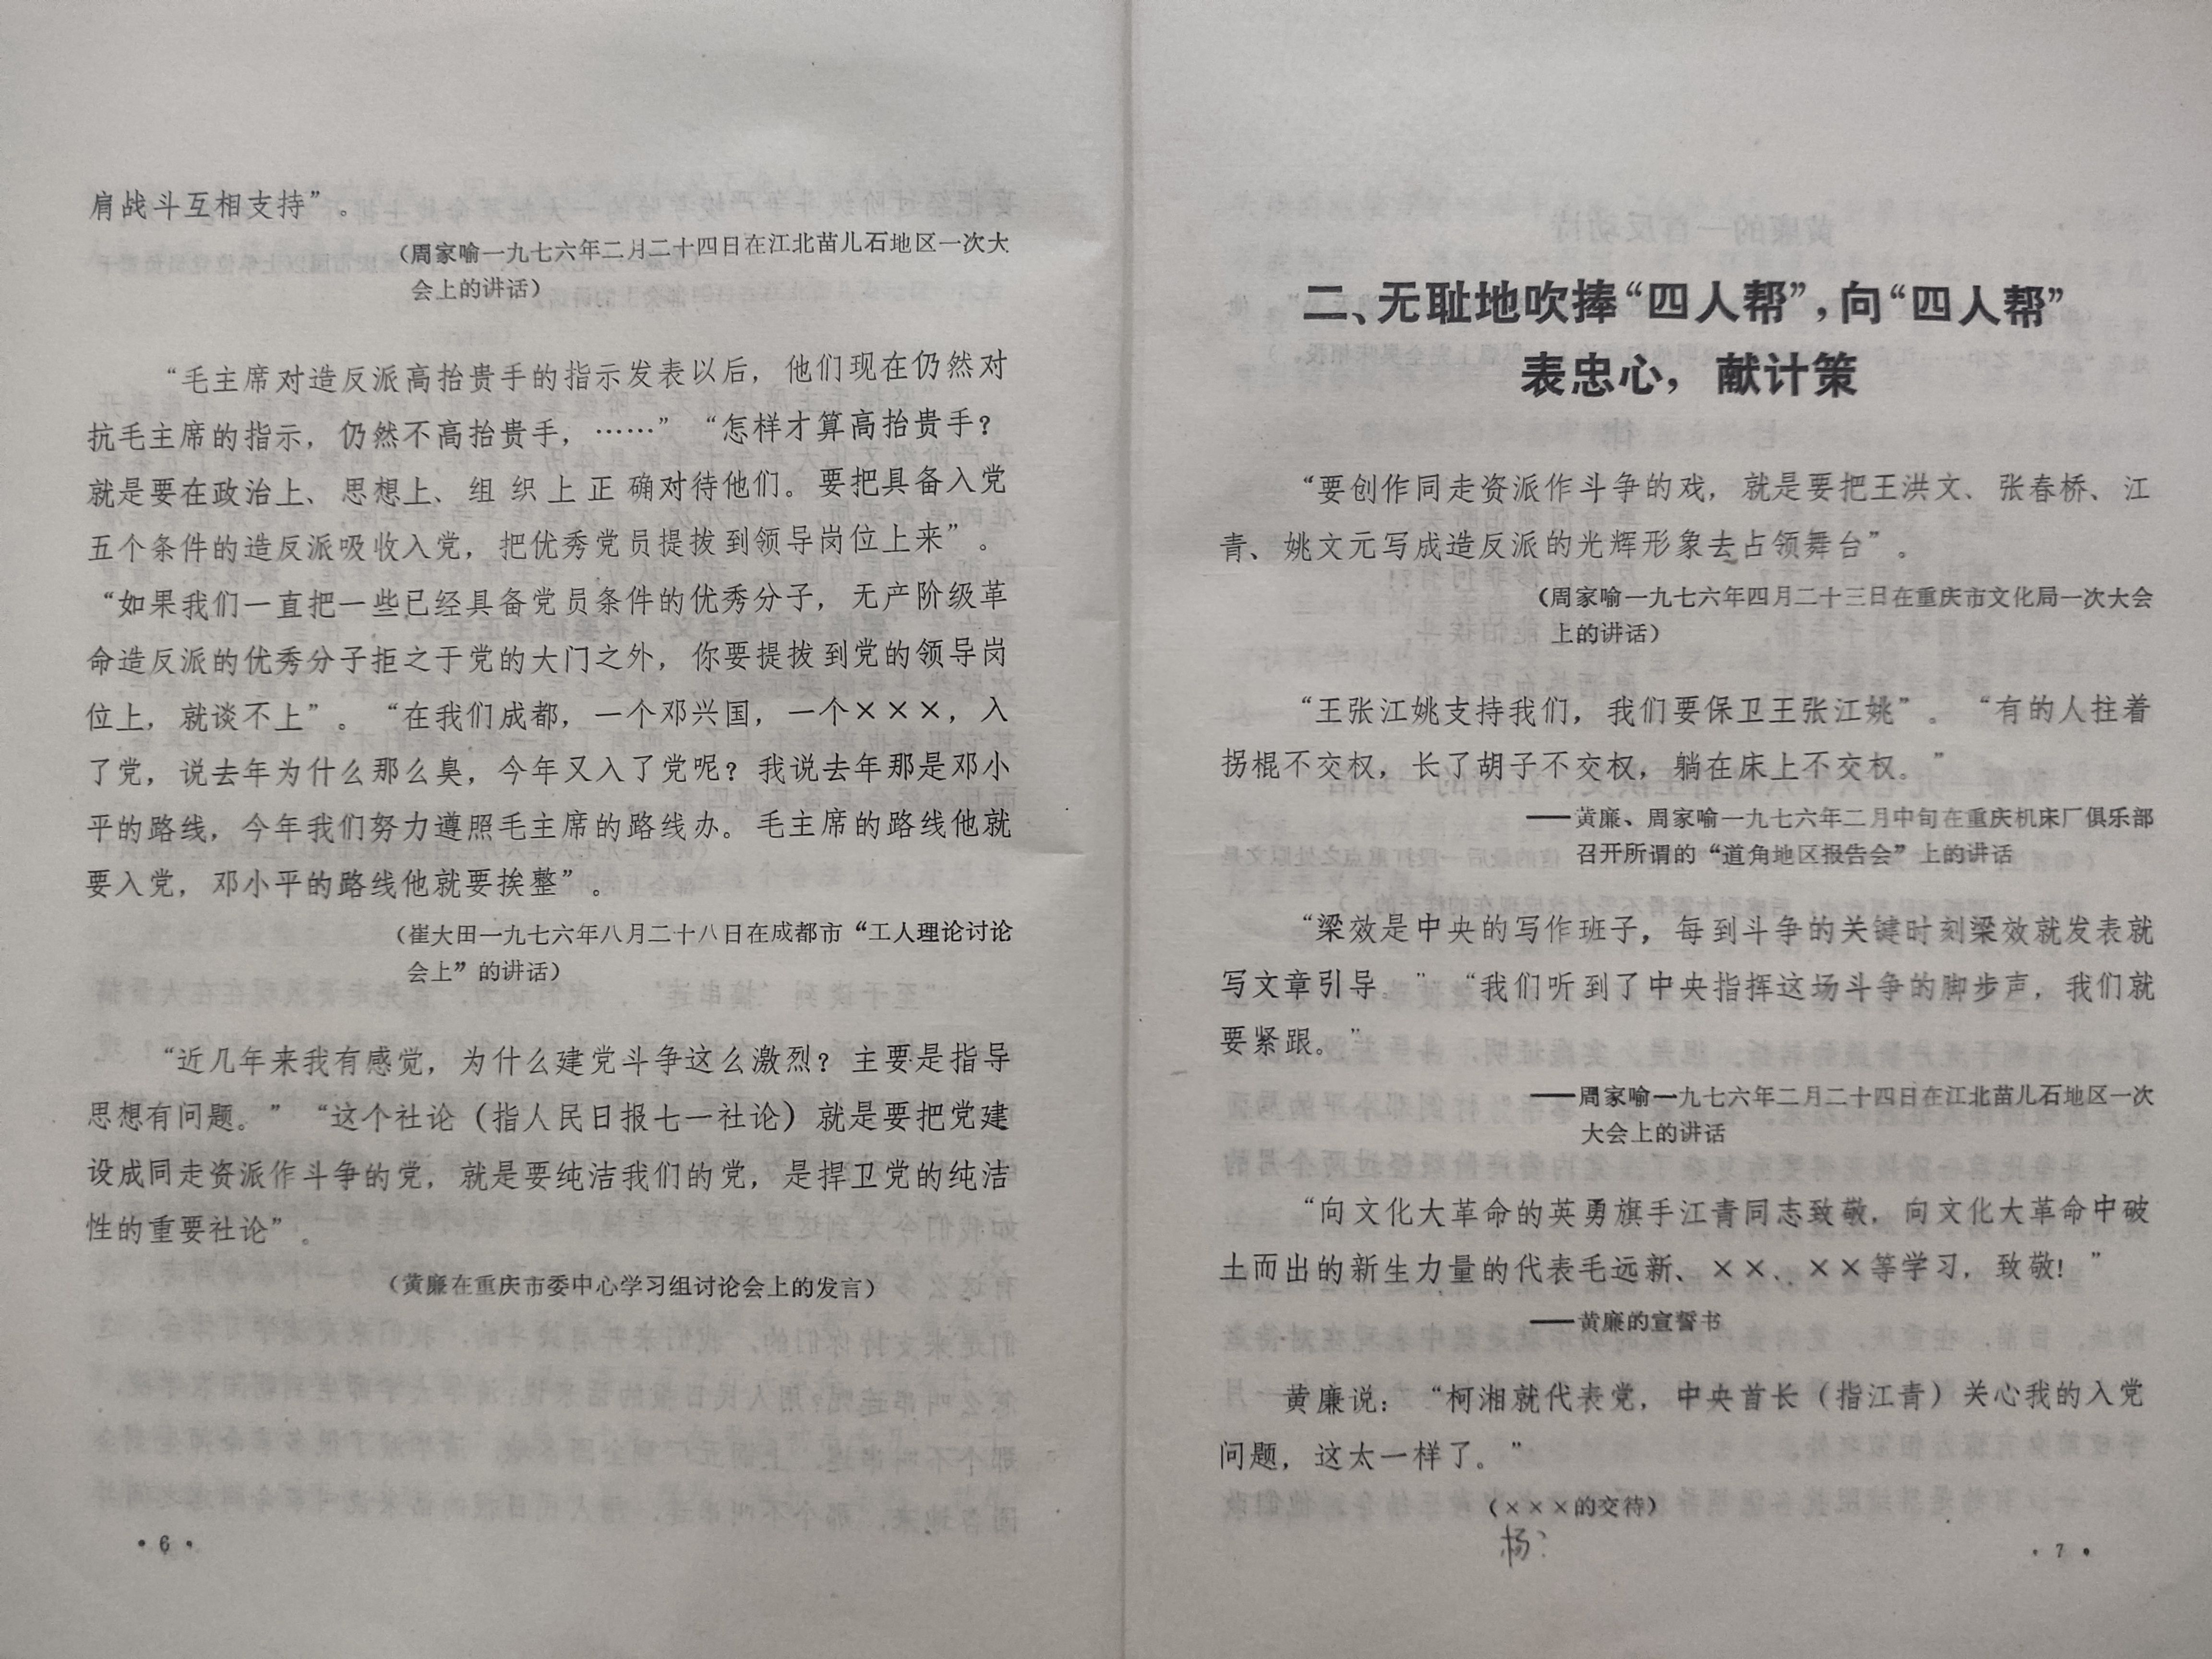 肩战斗互相支持”。
（周家喻一九七六年二月二十四日在江北苗儿石地区一次大
会上的讲话）
“毛主席对造反派高抬贵手的指示发表以后，他们现在仍然对
抗毛主席的指示，仍然不高抬贵手，……” “怎样才算高抬贵手？
就是要在政治上、思想上、组织上正确对待他们。要把具备入党
五个条件的造反派吸收入党，把优秀党员提拔到领导岗位上来”。
“如果我们一直把一些已经具备党员条件的优秀分子，无产阶级革
命造反派的优秀分子拒之于党的大门之外，你要提拔到党的领导岗
位上，就谈不上”。 “在我们成都，一个邓兴国，一个×××，入
了党，说去年为什么那么臭，今年又入了党呢？我说去年那是邓小
平的路线，今年我们努力遵照毛主席的路线办。毛主席的路线他就
要入党，邓小平的路线他就要挨整”。
（崔大田一九七六年八月二十八日在成都市“工人理论讨论
会上”的讲话）
“近几年来我有感觉，为什么建党斗争这么激烈？主要是指导
思想有问题。” “这个社论（指人民日报七一社论）就是要把党建
设成同走资派作斗争的党，就是要纯洁我们的党，是捍卫党的纯洁
性的重要社论”。
（黄廉在重庆市委中心学习组讨论会上的发言）
• 6 •
二、无耻地吹捧“四人帮”，向“四人帮”
表忠心，献计策
“要创作同走资派作斗争的戏，就是要把王洪文、张春桥、江
青、姚文元写成造反派的光辉形象去占领舞台”。
（周家喻一九七六年四月二十三日在重庆市文化局一次大会
上的讲话）
“王张江姚支持我们，我们要保卫王张江姚”。 “有的人拄着
拐棍不交权，长了胡子不交权，躺在床上不交权。”
——黄廉、周家喻一九七六年二月中旬在重庆机床厂俱乐部
召开所谓的“道角地区报告会”上的讲话
“梁效是中央的写作班子，每到斗争的关键时刻梁效就发表就
写文章引导。” “我们听到了中央指挥这场斗争的脚步声，我们就
要紧跟。”
——周家喻一九七六年二月二十四日在江北苗儿石地区一次
大会上的讲话
“向文化大革命的英勇旗手江青同志致敬，向文化大革命中破
土而出的新生力量的代表毛远新、××、××等学习，致敬！”
——黄廉的宣誓书
黄廉说：“柯湘就代表党，中央首长（指江青）关心我的入党
问题，这太一样了。”
（×××的交待）
杨？
• 7 •